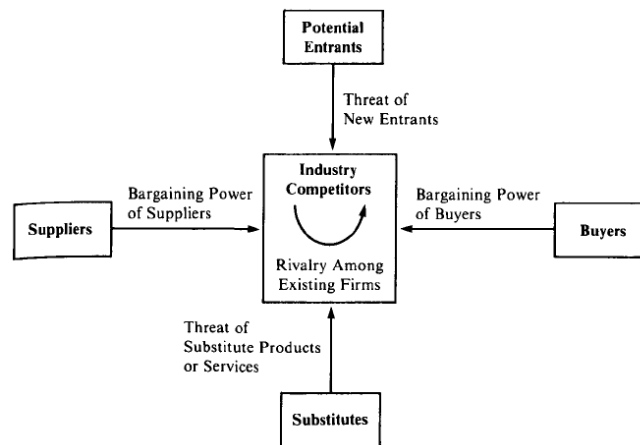 Potential
Entrants
Threat of
New Entrants
Industry
Competitors
Bargaining Power
of Suppliers
Bargaining Power
of Buyers
Suppliers
Buyers
Rivalry Among
Existing Firms
Threat of
Substitute Products
or Services
Substitutes